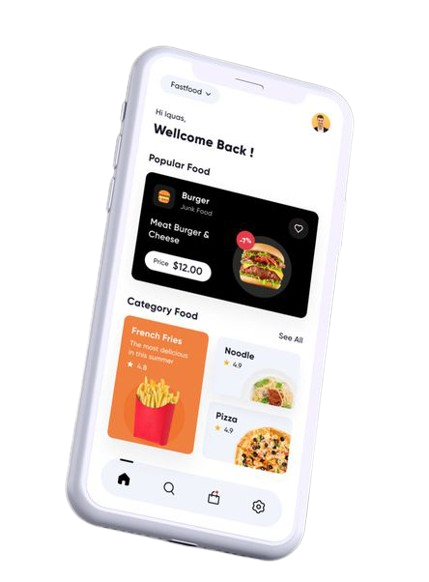 Fastfood
Hi Iquas,
Wellcome Back !
Popular Food
Burger
Junk Food
Meat Burger &
Cheese
-7%
Price $12.00
Category Food
See All
French Fries
The most delicious
in this summer
4.8
Noodle
4.9
Pizza
4.9